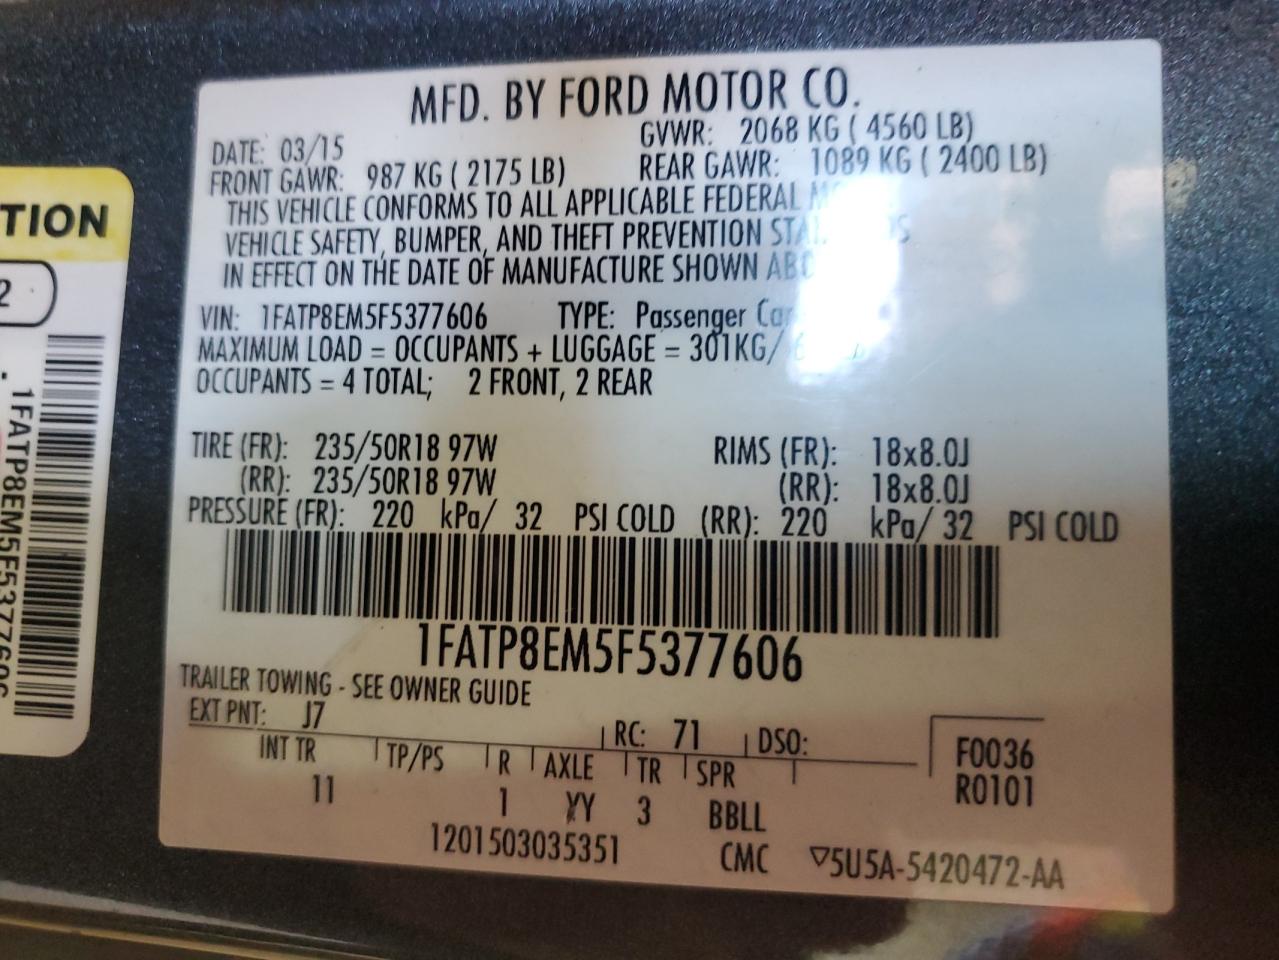 MFD. BY FORD MOTOR CO.
DATE: 03/15 GVWR: 2068 KG ( 4560 LB)
FRONT GAWR: 987 KG ( 2175 LB) REAR GAWR: 1089 KG ( 2400 LB)
THIS VEHICLE CONFORMS TO ALL APPLICABLE FEDERAL
VEHICLE SAFETY, BUMPER, AND THEFT PREVENTION
IN EFFECT ON THE DATE OF MANUFACTURE SHOWN
VIN: 1FATP8EM5F5377606 TYPE: Passenger Car
MAXIMUM LOAD = OCCUPANTS + LUGGAGE = 301KG/
OCCUPANTS = 4 TOTAL; 2 FRONT, 2 REAR
TIRE (FR): 235/50R18 97W RIMS (FR): 18x8.0J
(RR): 235/50R18 97W (RR): 18x8.0J
PRESSURE (FR): 220 kPa/ 32 PSI COLD (RR): 220 kPa/ 32 PSI COLD
1FATP8EM5F5377606
TRAILER TOWING - SEE OWNER GUIDE
EXT PNT: J7 RC: 71 DSO: F0036
INT TR TP/PS R AXLE TR SPR R0101
11 1 YY 3 BBLL
1201503035351 CMC ▽5U5A-5420472-AA
TION
2
1FATP8EM5F5377606